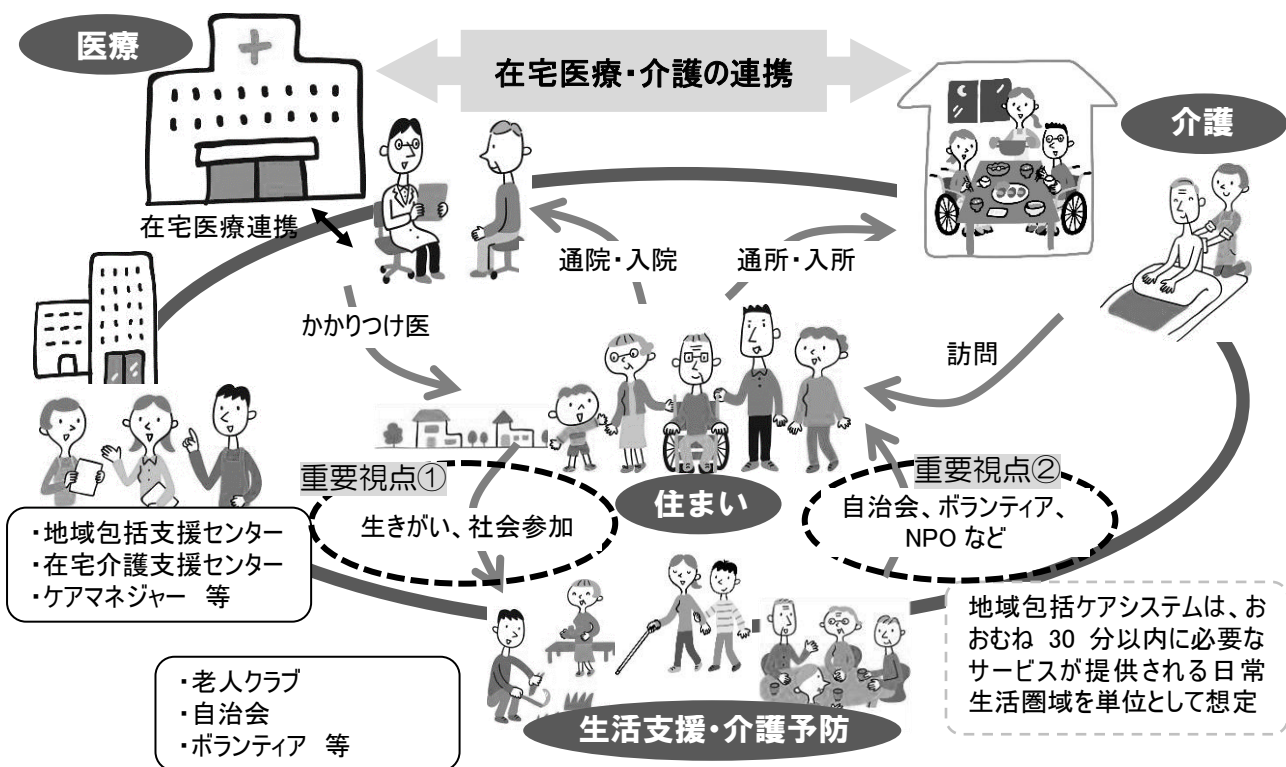 医療
在宅医療・介護の連携
介護
在宅医療連携
通院・入院
通所・入所
かかりつけ医
訪問
重要視点①
生きがい、社会参加
住まい
重要視点②
自治会、ボランティア、
NPO など
・地域包括支援センター
・在宅介護支援センター
・ケアマネジャー 等
地域包括ケアシステムは、お
おむね 30 分以内に必要な
サービスが提供される日常
生活圏域を単位として想定
・老人クラブ
・自治会
・ボランティア 等
生活支援・介護予防